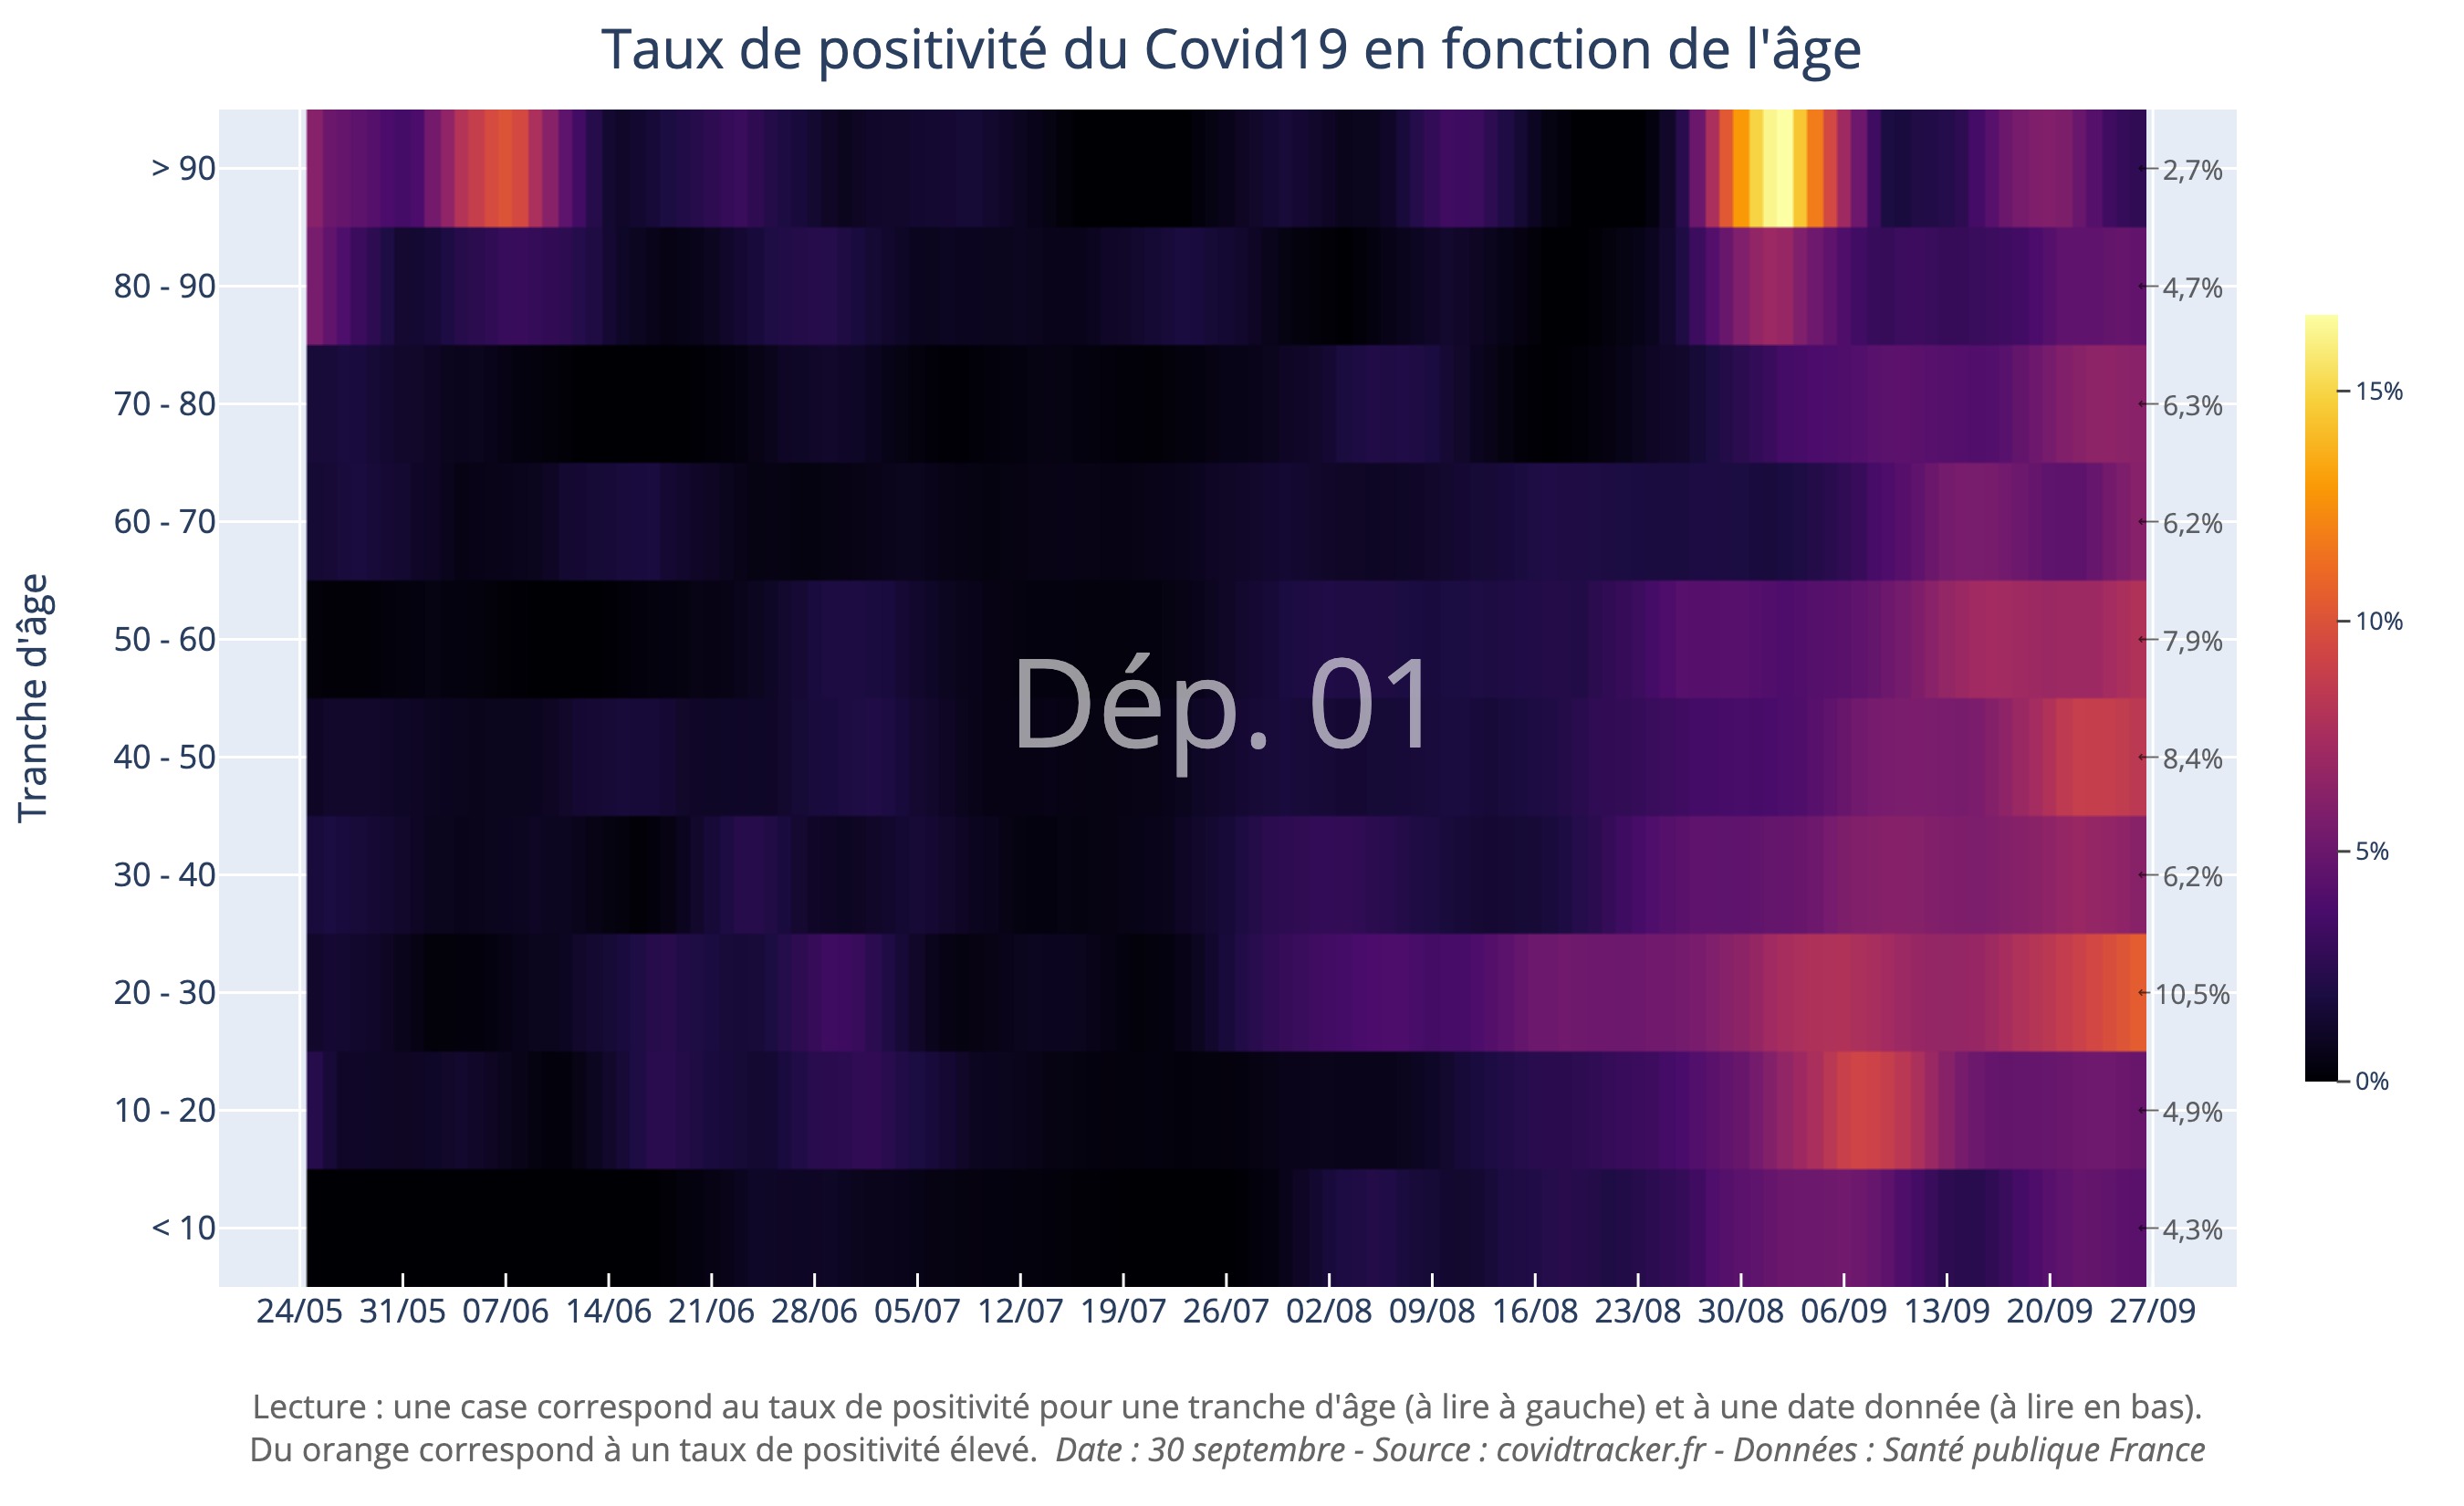 Taux de positivité du Covid19 en fonction de l'âge
Tranche d'âge
> 90
80 - 90
70 - 80
60 - 70
50 - 60
40 - 50
30 - 40
20 - 30
10 - 20
< 10
Dép. 01
2,7%
4,7%
6,3%
6,2%
7,9%
8,4%
6,2%
10,5%
4,9%
4,3%
15%
10%
5%
0%
24/05 31/05 07/06 14/06 21/06 28/06 05/07 12/07 19/07 26/07 02/08 09/08 16/08 23/08 30/08 06/09 13/09 20/09 27/09
Lecture : une case correspond au taux de positivité pour une tranche d'âge (à lire à gauche) et à une date donnée (à lire en bas).
Du orange correspond à un taux de positivité élevé. Date : 30 septembre - Source : covidtracker.fr - Données : Santé publique France